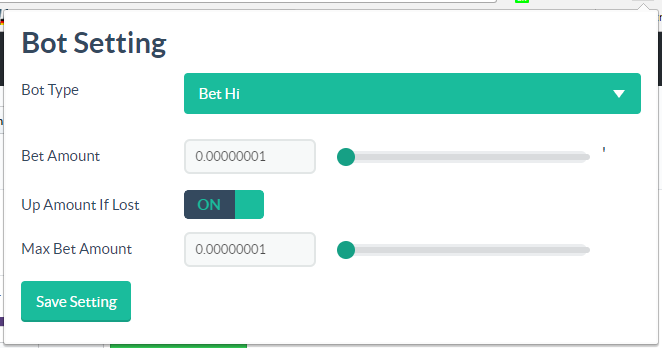 Bot Setting
Bot Type
Bet Hi
Bet Amount
0.00000001
'
Up Amount If Lost
ON
Max Bet Amount
0.00000001
Save Setting